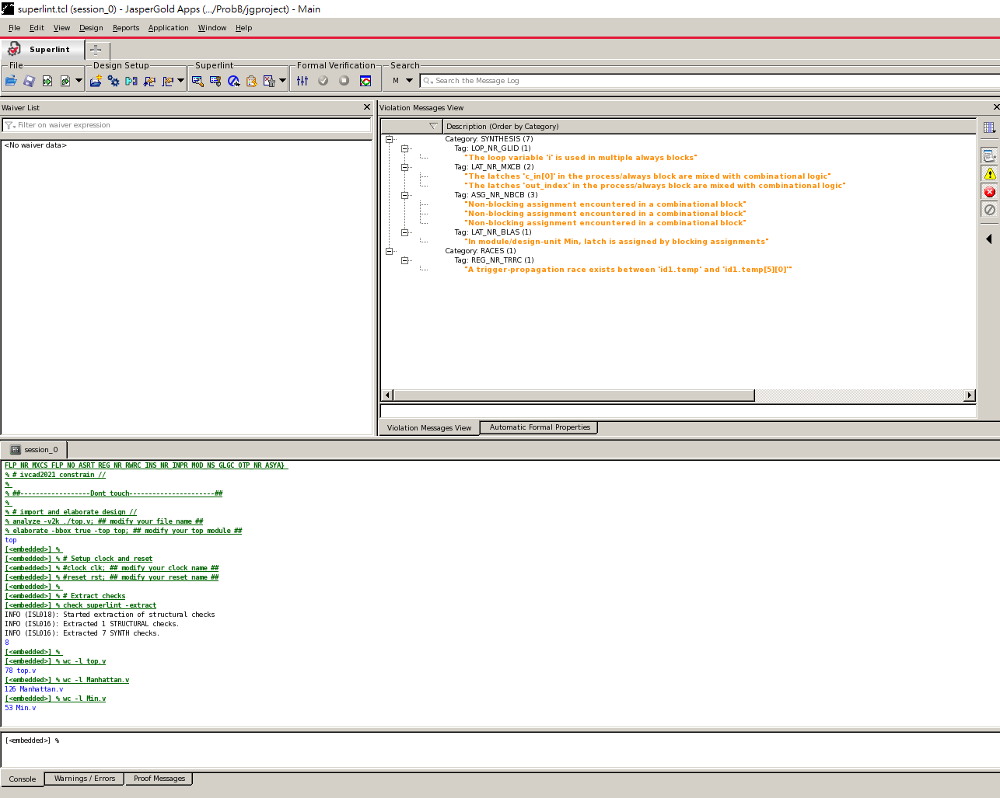 superlint.tcl (session_0) - JasperGold Apps (.../ProbB/jgproject) - Main
File Edit View Design Reports Application Window Help
Superlint
File Design Setup Superlint Formal Verification Search
M Search the Message Log
Waiver List
Filter on waiver expression
<No waiver data>
Violation Messages View
Description (Order by Category)
Category: SYNTHESIS (7)
Tag: LOP_NR_GLID (1)
"The loop variable 'i' is used in multiple always blocks"
Tag: LAT_NR_MXCB (2)
"The latches 'c_in[0]' in the process/always block are mixed with combinational logic"
"The latches 'out_index' in the process/always block are mixed with combinational logic"
Tag: ASG_NR_NBCB (3)
"Non-blocking assignment encountered in a combinational block"
"Non-blocking assignment encountered in a combinational block"
"Non-blocking assignment encountered in a combinational block"
Tag: LAT_NR_BLAS (1)
"In module/design-unit Min, latch is assigned by blocking assignments"
Category: RACES (1)
Tag: REG_NR_TRRC (1)
"A trigger-propagation race exists between 'id1.temp' and 'id1.temp[5][0]'"
Violation Messages View Automatic Formal Properties
session_0
FLP_NR_MXCS FLP_NO_ASRT REG_NR_RWRC INS_NR_INPR MOD_NS_GLGC OTP_NR_ASYA}
% # ivcad2021 constrain //
%
% ##------------------Dont touch----------------------##
%
% # import and elaborate design //
% analyze -v2k ./top.v; ## modify your file name ##
% elaborate -bbox true -top top; ## modify your top module ##
top
[<embedded>] %
[<embedded>] % # Setup clock and reset
[<embedded>] % #clock clk; ## modify your clock name ##
[<embedded>] % #reset rst; ## modify your reset name ##
[<embedded>] %
[<embedded>] % # Extract checks
[<embedded>] % check_superlint -extract
INFO (ISL018): Started extraction of structural checks
INFO (ISL016): Extracted 1 STRUCTURAL checks.
INFO (ISL016): Extracted 7 SYNTH checks.
8
[<embedded>] %
[<embedded>] % wc -l top.v
78 top.v
[<embedded>] % wc -l Manhattan.v
126 Manhattan.v
[<embedded>] % wc -l Min.v
53 Min.v
[<embedded>] %
Console Warnings / Errors Proof Messages